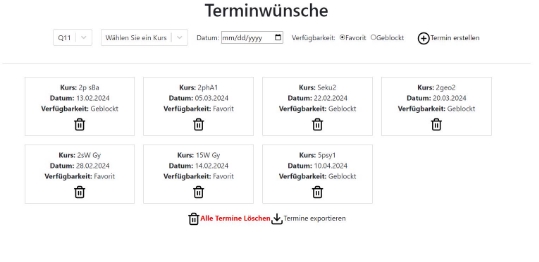 Terminwünsche
Q11 Wählen Sie ein Kurs Datum: mm/dd/yyyy Verfügbarkeit: Favorit Geblockt Termin erstellen
Kurs: 2p sBa
Datum: 13.02.2024
Verfügbarkeit: Geblockt
Kurs: 2phA1
Datum: 05.03.2024
Verfügbarkeit: Favorit
Kurs: Seku2
Datum: 22.02.2024
Verfügbarkeit: Geblockt
Kurs: 2geo2
Datum: 20.03.2024
Verfügbarkeit: Geblockt
Kurs: 2sW Gy
Datum: 28.02.2024
Verfügbarkeit: Favorit
Kurs: 15W Gy
Datum: 14.02.2024
Verfügbarkeit: Favorit
Kurs: 5psy1
Datum: 10.04.2024
Verfügbarkeit: Geblockt
Alle Termine Löschen Termine exportieren